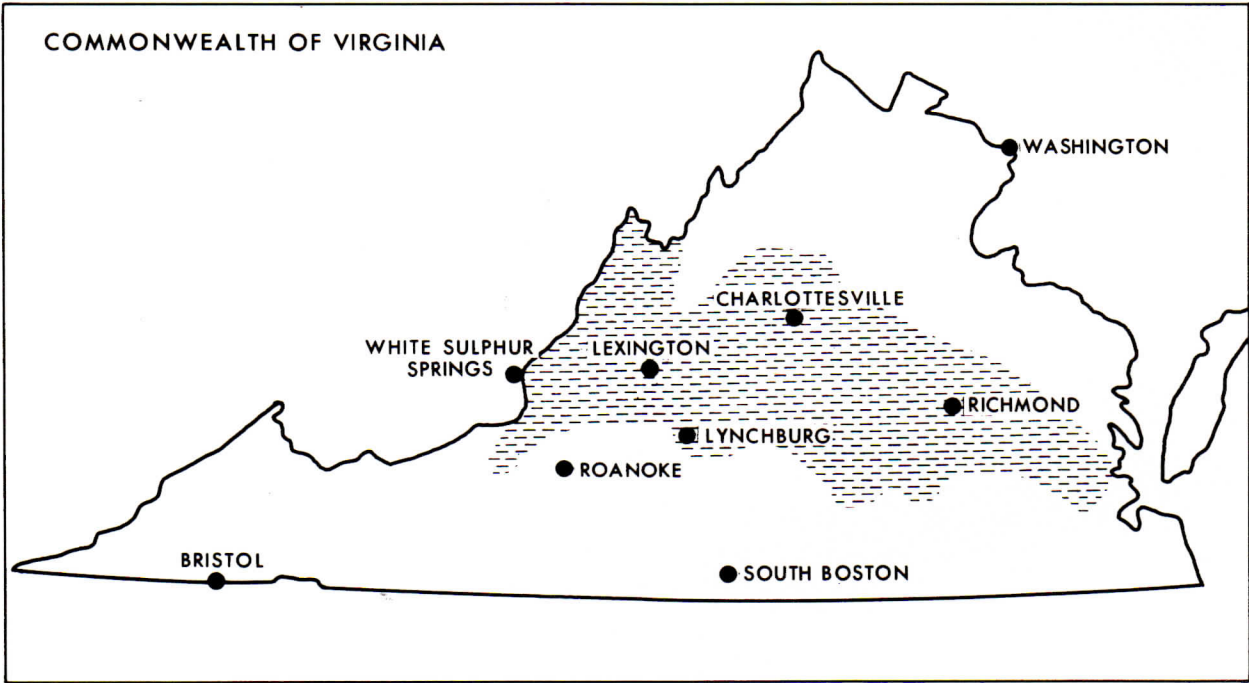 COMMONWEALTH OF VIRGINIA
WASHINGTON
CHARLOTTESVILLE
WHITE SULPHUR
SPRINGS
LEXINGTON
RICHMOND
LYNCHBURG
ROANOKE
BRISTOL
SOUTH BOSTON